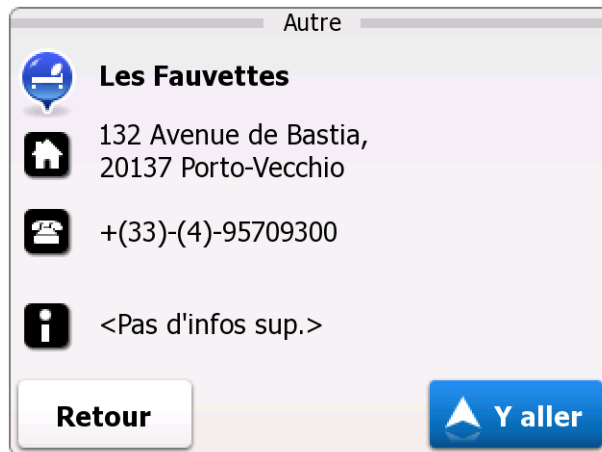 Autre
Les Fauvettes
132 Avenue de Bastia,
20137 Porto-Vecchio
+(33)-(4)-95709300
<Pas d'infos sup.>
Retour
Y aller